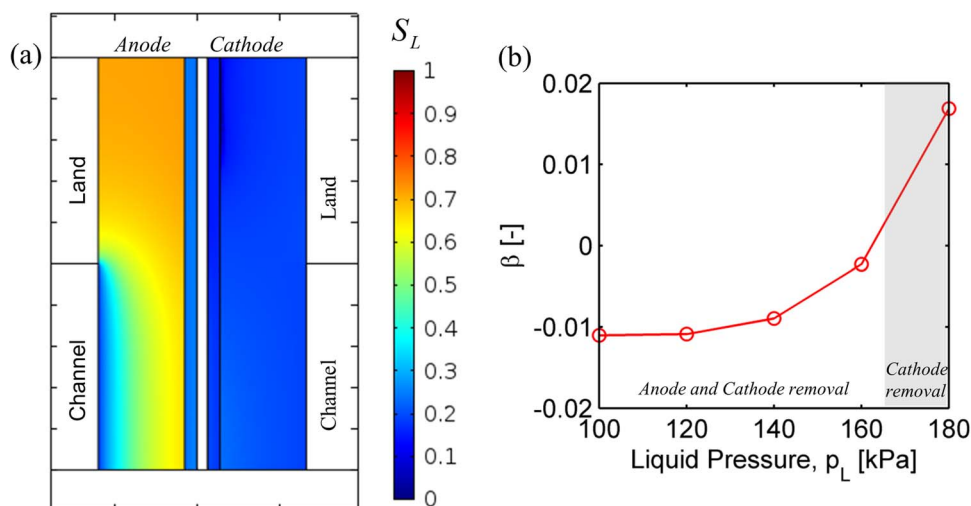 (a)
Anode Cathode
Land
Channel
Land
Channel
S_L
1
0.9
0.8
0.7
0.6
0.5
0.4
0.3
0.2
0.1
0
(b)
0.02
0.01
0
-0.01
-0.02
β [-]
Anode and Cathode removal
Cathode
removal
100 120 140 160 180
Liquid Pressure, p_L [kPa]